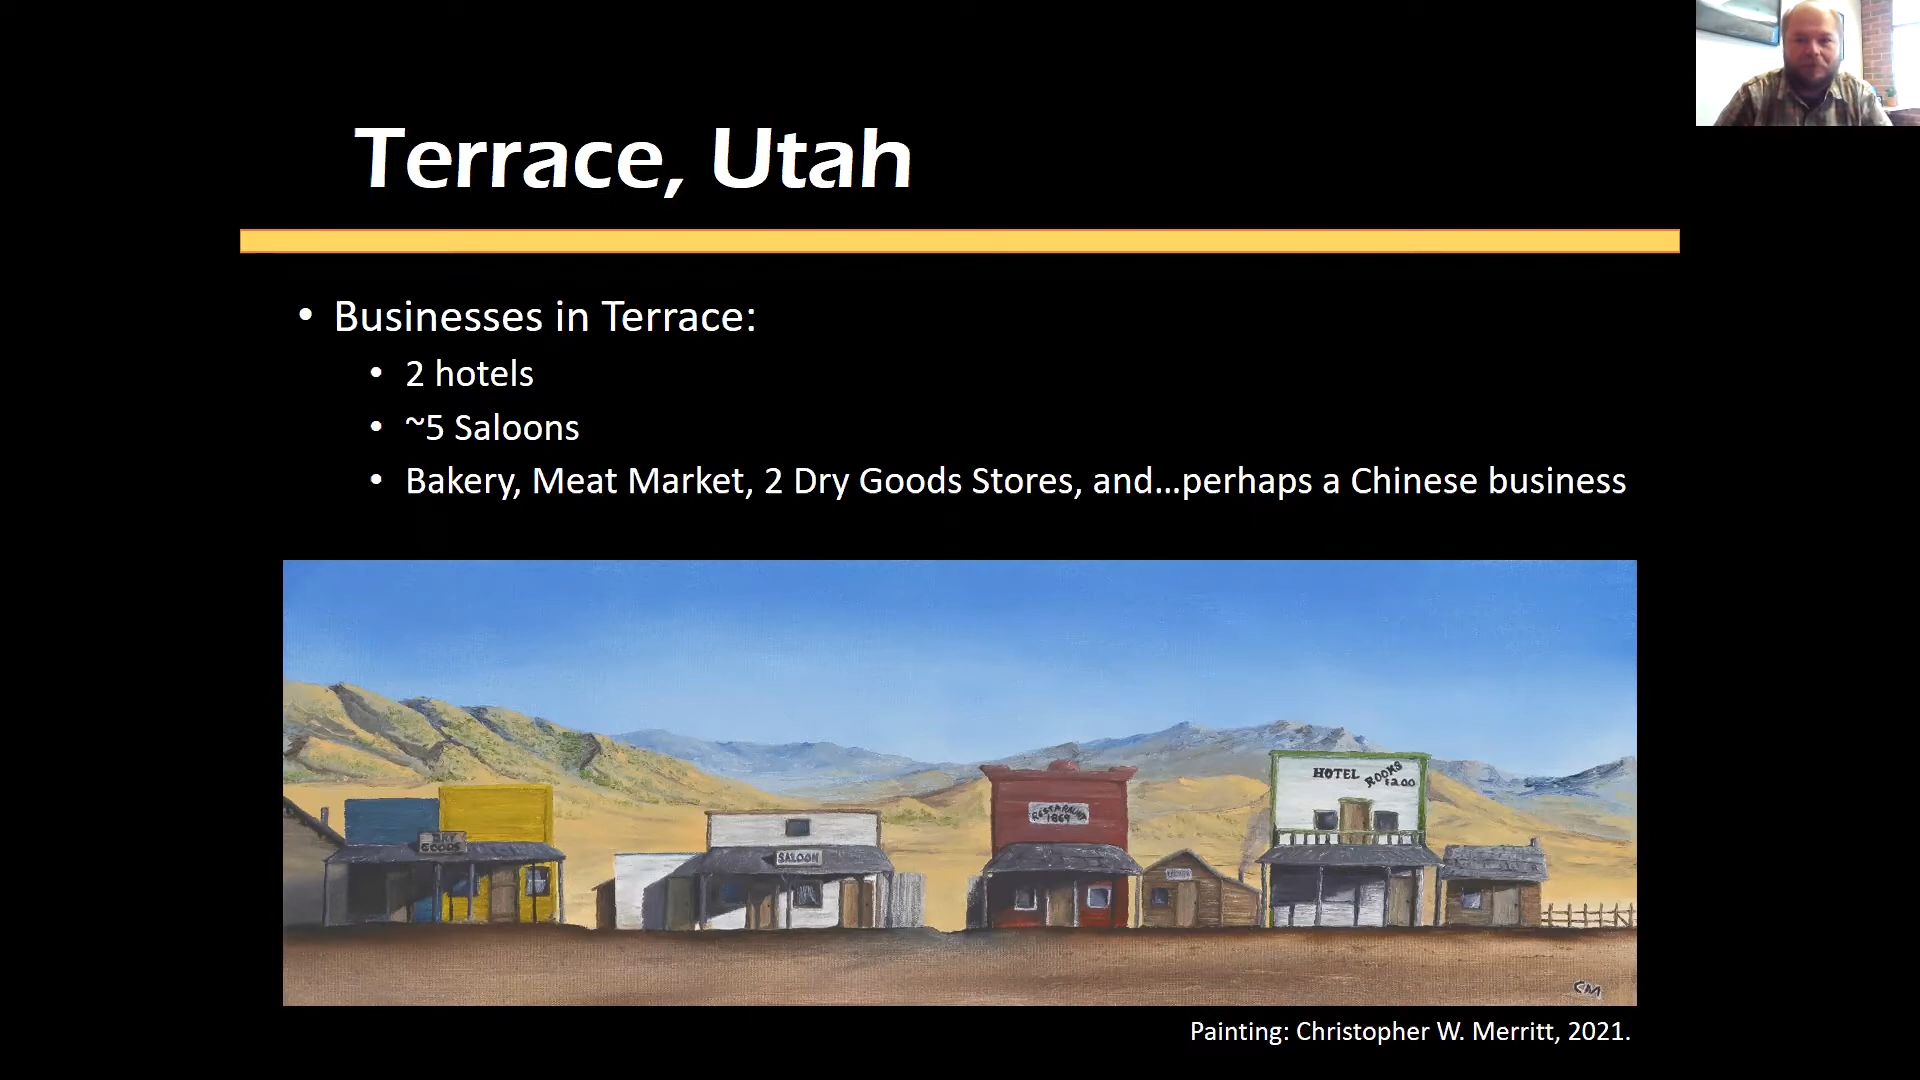 Terrace, Utah
• Businesses in Terrace:
• 2 hotels
• ~5 Saloons
• Bakery, Meat Market, 2 Dry Goods Stores, and...perhaps a Chinese business
HOTEL ROOMS
$2.00
DRY
GOODS
SALOON
1869
CM
Painting: Christopher W. Merritt, 2021.